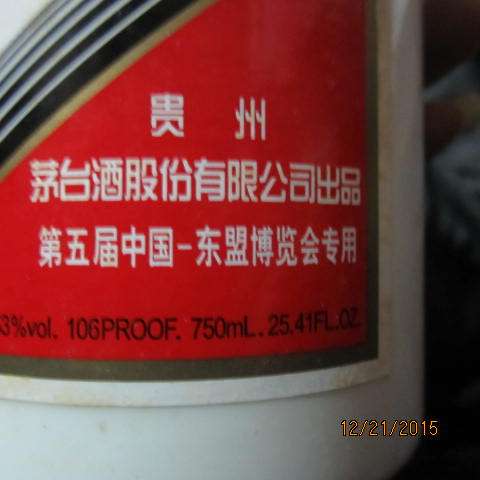 贵 州
茅台酒股份有限公司出品
第五届中国-东盟博览会专用
53%vol. 106PROOF. 750mL. 25.41FL.OZ.
12/21/2015